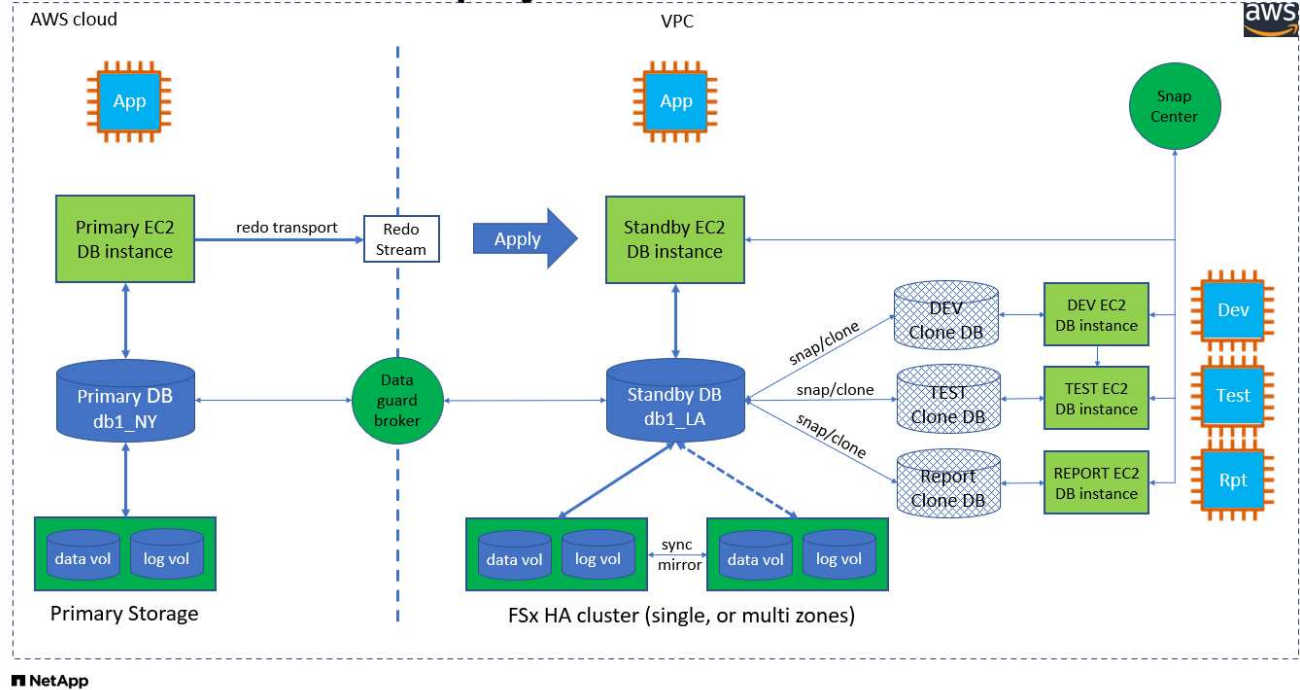 AWS cloud
VPC
aws
App
App
Snap
Center
Primary EC2
DB instance
redo transport
Redo
Stream
Apply
Standby EC2
DB instance
DEV
Clone DB
DEV EC2
DB instance
Dev
snap/clone
Primary DB
db1_NY
Data
guard
broker
Standby DB
db1_LA
snap/clone
TEST
Clone DB
TEST EC2
DB instance
Test
snap/clone
Report
Clone DB
REPORT EC2
DB instance
Rpt
data vol
log vol
data vol
log vol
sync
mirror
data vol
log vol
Primary Storage
FSx HA cluster (single, or multi zones)
NetApp